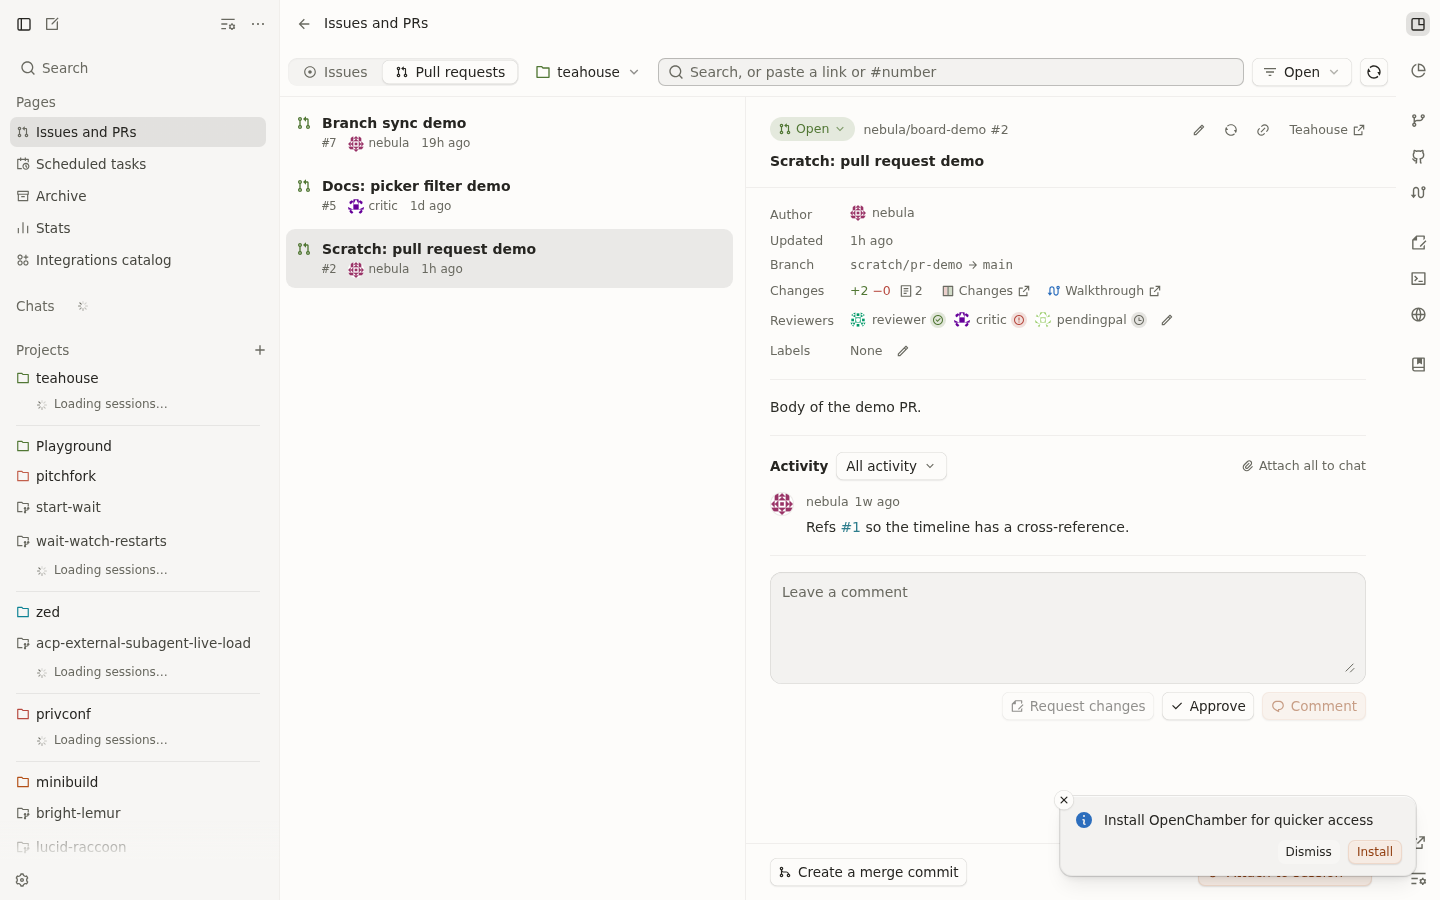 Issues and PRs
Search
Pages
Issues and PRs
Scheduled tasks
Archive
Stats
Integrations catalog
Chats
Projects
teahouse
Loading sessions...
Playground
pitchfork
start-wait
wait-watch-restarts
Loading sessions...
zed
acp-external-subagent-live-load
Loading sessions...
privconf
Loading sessions...
minibuild
bright-lemur
lucid-raccoon
Issues
Pull requests
teahouse
Search, or paste a link or #number
Open
Branch sync demo
#7 nebula 19h ago
Docs: picker filter demo
#5 critic 1d ago
Scratch: pull request demo
#2 nebula 1h ago
Open nebula/board-demo #2 Teahouse
Scratch: pull request demo
Author nebula
Updated 1h ago
Branch scratch/pr-demo → main
Changes +2 −0 2 Changes Walkthrough
Reviewers reviewer critic pendingpal
Labels None
Body of the demo PR.
Activity All activity Attach all to chat
nebula 1w ago
Refs #1 so the timeline has a cross-reference.
Leave a comment
Request changes Approve Comment
Install OpenChamber for quicker access
Dismiss Install
Create a merge commit